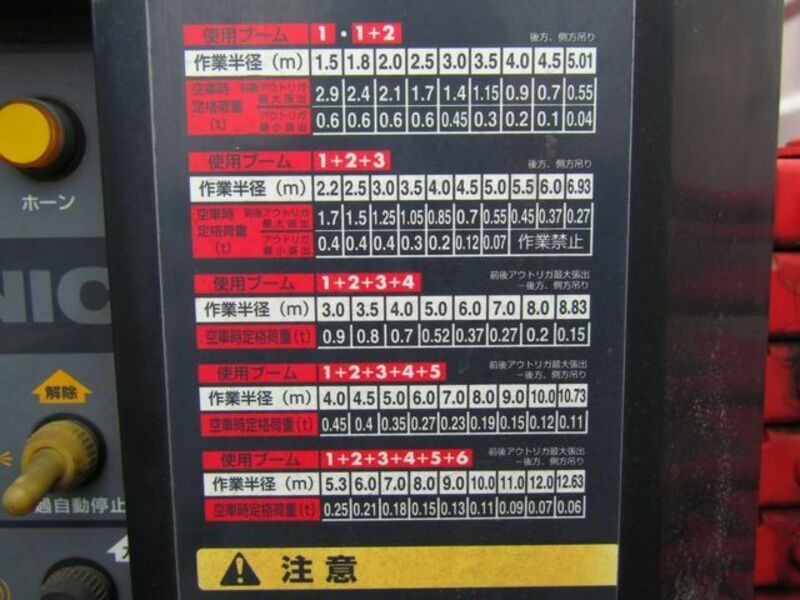 使用ブーム 1・1+2 後方、側方吊り
作業半径（m） 1.5 1.8 2.0 2.5 3.0 3.5 4.0 4.5 5.01
空車時定格荷重（t） 前後アウトリガ最大張出 2.9 2.4 2.1 1.7 1.4 1.15 0.9 0.7 0.55
アウトリガ最小張出 0.6 0.6 0.6 0.6 0.45 0.3 0.2 0.1 0.04
使用ブーム 1+2+3 後方、側方吊り
作業半径（m） 2.2 2.5 3.0 3.5 4.0 4.5 5.0 5.5 6.0 6.93
空車時定格荷重（t） 前後アウトリガ最大張出 1.7 1.5 1.25 1.05 0.85 0.7 0.55 0.45 0.37 0.27
アウトリガ最小張出 0.4 0.4 0.4 0.3 0.2 0.12 0.07 作業禁止
使用ブーム 1+2+3+4 前後アウトリガ最大張出
－後方、側方吊り
作業半径（m） 3.0 3.5 4.0 5.0 6.0 7.0 8.0 8.83
空車時定格荷重（t） 0.9 0.8 0.7 0.52 0.37 0.27 0.2 0.15
使用ブーム 1+2+3+4+5 前後アウトリガ最大張出
－後方、側方吊り
作業半径（m） 4.0 4.5 5.0 6.0 7.0 8.0 9.0 10.0 10.73
空車時定格荷重（t） 0.45 0.4 0.35 0.27 0.23 0.19 0.15 0.12 0.11
使用ブーム 1+2+3+4+5+6 前後アウトリガ最大張出
－後方、側方吊り
作業半径（m） 5.3 6.0 7.0 8.0 9.0 10.0 11.0 12.0 12.63
空車時定格荷重（t） 0.25 0.21 0.18 0.15 0.13 0.11 0.09 0.07 0.06
注意
ホーン
NIC
解除
過自動停止